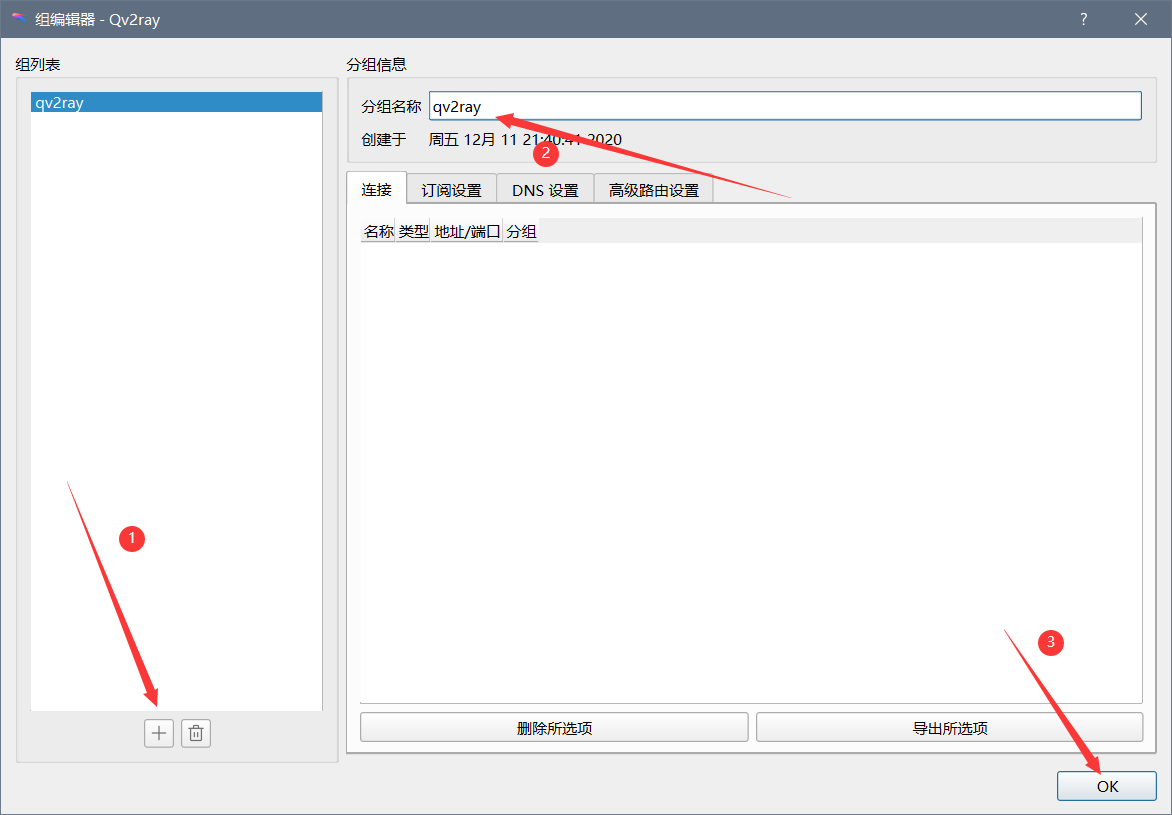 组编辑器 - Qv2ray
?
组列表
qv2ray
1
分组信息
分组名称 qv2ray
创建于 周五 12月 11 21:40:41 2020
2
连接 订阅设置 DNS 设置 高级路由设置
名称 类型 地址/端口 分组
3
删除所选项 导出所选项
OK